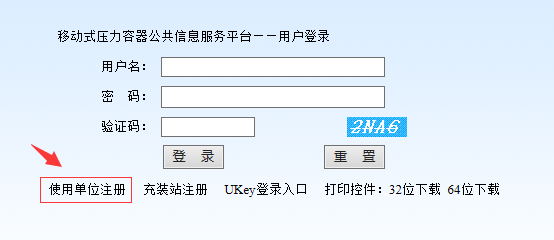 移动式压力容器公共信息服务平台－－用户登录
用户名：
密　码：
验证码： 2NA6
登　录 重　置
使用单位注册 充装站注册 UKey登录入口 打印控件：32位下载 64位下载